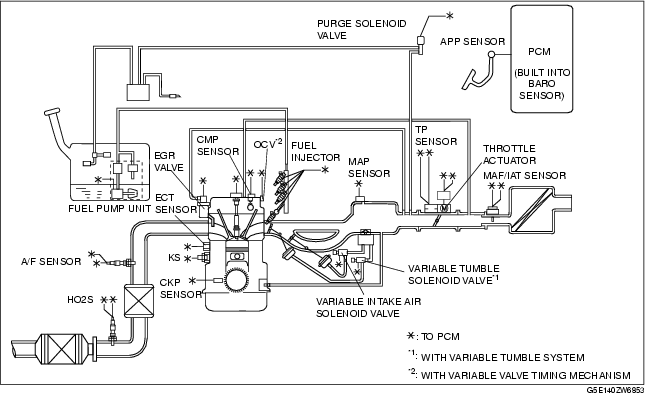 PURGE SOLENOID
VALVE
APP SENSOR
PCM
(BUILT INTO
BARO
SENSOR)
TP
SENSOR
THROTTLE
ACTUATOR
MAF/IAT SENSOR
CMP
SENSOR
OCV*2
FUEL
INJECTOR
MAP
SENSOR
EGR
VALVE
ECT
SENSOR
FUEL PUMP UNIT
A/F SENSOR
KS
CKP
SENSOR
HO2S
VARIABLE TUMBLE
SOLENOID VALVE*1
VARIABLE INTAKE AIR
SOLENOID VALVE
M
: TO PCM
*1: WITH VARIABLE TUMBLE SYSTEM
*2: WITH VARIABLE VALVE TIMING MECHANISM
G5E140ZW6853